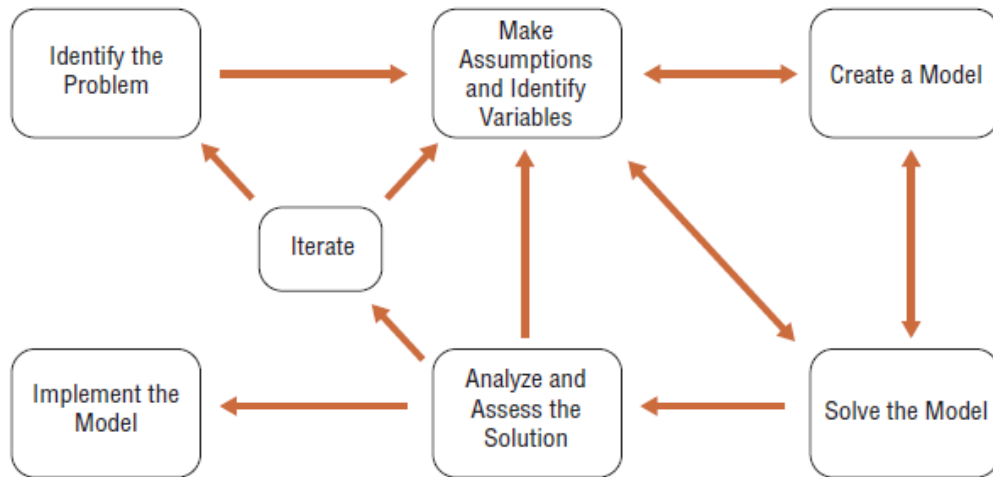 Identify the
Problem
Make
Assumptions
and Identify
Variables
Create a Model
Iterate
Implement the
Model
Analyze and
Assess the
Solution
Solve the Model